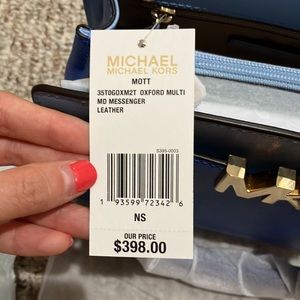 MICHAEL
MICHAEL KORS
MOTT
35T0GOXM2T OXFORD MULTI
MD MESSENGER
LEATHER
S395-0003
1 93599 72342 6
NS
OUR PRICE
$398.00